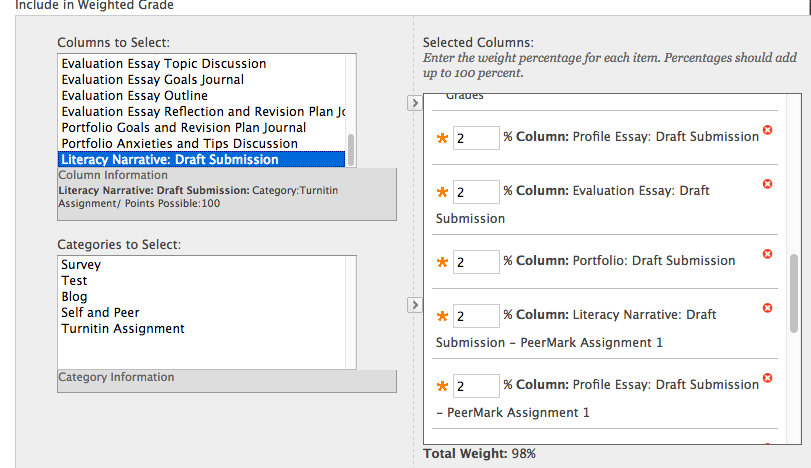 Include in Weighted Grade
Columns to Select:
Evaluation Essay Topic Discussion
Evaluation Essay Goals Journal
Evaluation Essay Outline
Evaluation Essay Reflection and Revision Plan Jo
Portfolio Goals and Revision Plan Journal
Portfolio Anxieties and Tips Discussion
Literacy Narrative: Draft Submission
Column Information
Literacy Narrative: Draft Submission: Category:Turnitin
Assignment/ Points Possible:100
Categories to Select:
Survey
Test
Blog
Self and Peer
Turnitin Assignment
Category Information
Selected Columns:
Enter the weight percentage for each item. Percentages should add
up to 100 percent.
Grades
2 % Column: Profile Essay: Draft Submission
2 % Column: Evaluation Essay: Draft
Submission
2 % Column: Portfolio: Draft Submission
2 % Column: Literacy Narrative: Draft
Submission - PeerMark Assignment 1
2 % Column: Profile Essay: Draft Submission
- PeerMark Assignment 1
Total Weight: 98%